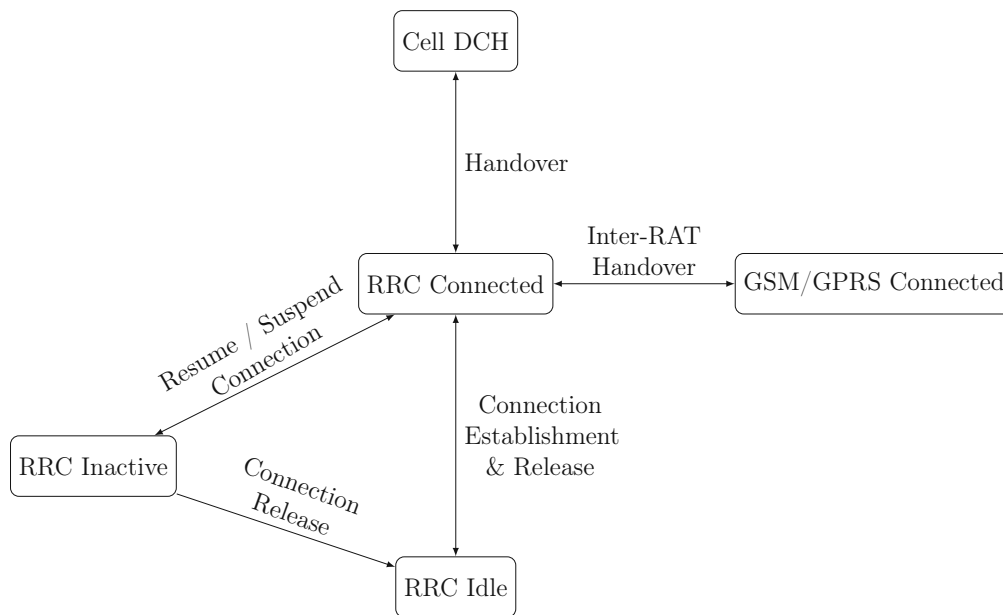 Cell DCH
Handover
Inter-RAT
Handover
RRC Connected
GSM/GPRS Connected
Resume / Suspend
Connection
Connection
Establishment
& Release
RRC Inactive
Connection
Release
RRC Idle